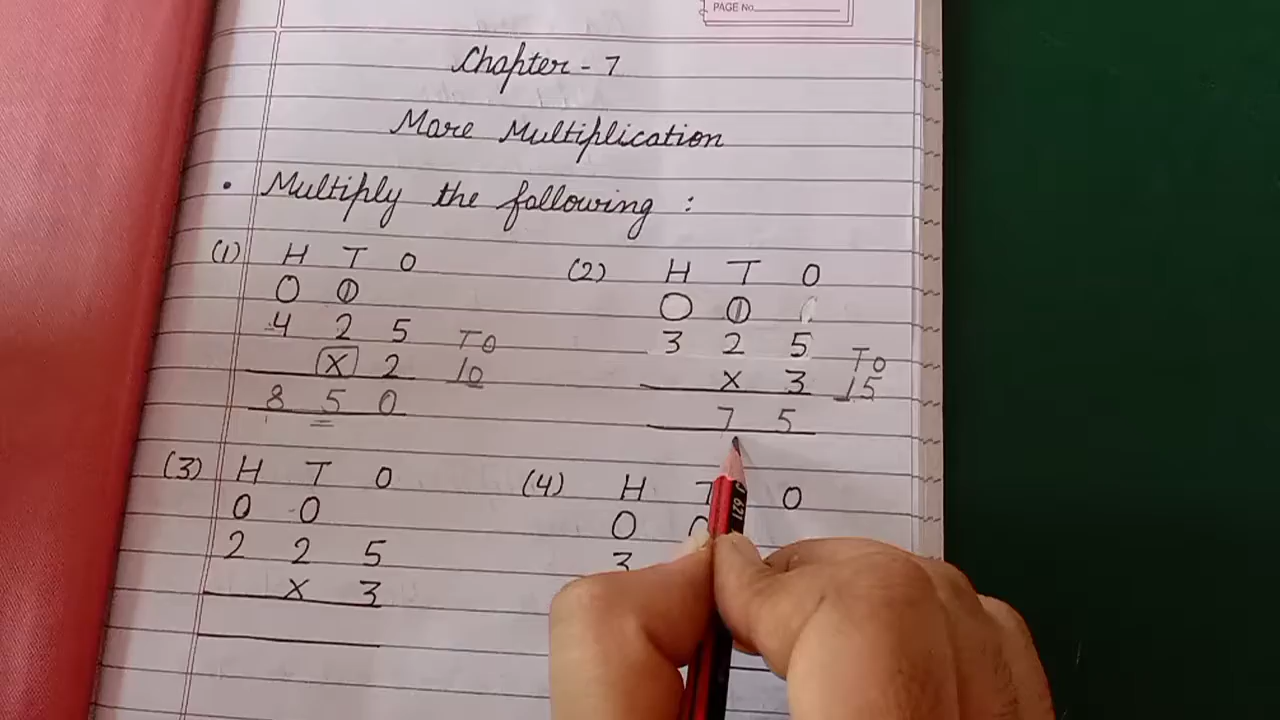 PAGE No.
Chapter - 7
More Multiplication
• Multiply the following :
(1) H T O
0 1
4 2 5 TO
x 2 10
8 5 0
(2) H T O
0 1
3 2 5 TO
x 3 15
7 5
(3) H T O
0 0
2 2 5
x 3
(4) H T O
0 0
3